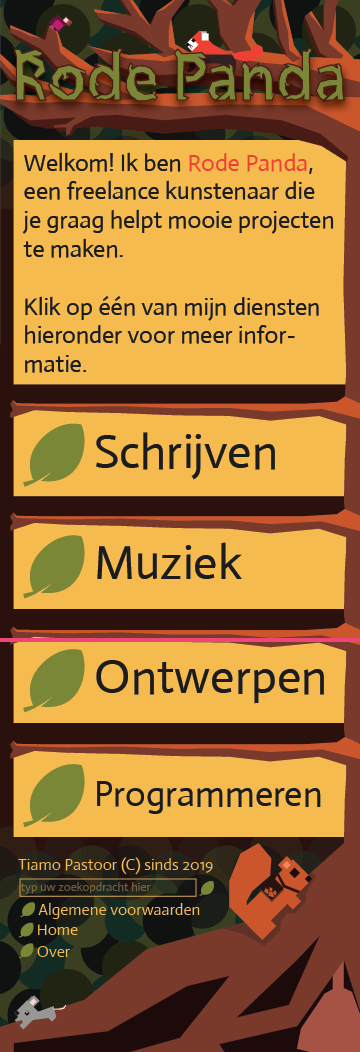 Rode Panda
Welkom! Ik ben Rode Panda,
een freelance kunstenaar die
je graag helpt mooie projecten
te maken.
Klik op één van mijn diensten
hieronder voor meer infor-
matie.
Schrijven
Muziek
Ontwerpen
Programmeren
Tiamo Pastoor (C) sinds 2019
typ uw zoekopdracht hier
Algemene voorwaarden
Home
Over